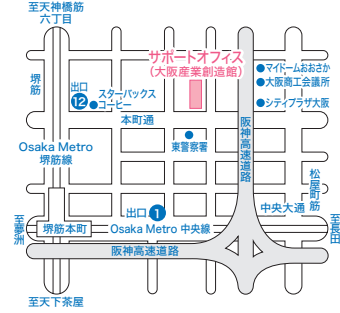 至天神橋筋
六丁目
サポートオフィス
(大阪産業創造館)
堺筋
出口
12
スターバックス
コーヒー
マイドームおおさか
大阪商工会議所
シティプラザ大阪
本町通
阪神高速道路
東警察署
Osaka Metro
堺筋線
松屋町筋
出口
1
中央大通
至夢洲
堺筋本町
Osaka Metro 中央線
至長田
阪神高速道路
至天下茶屋